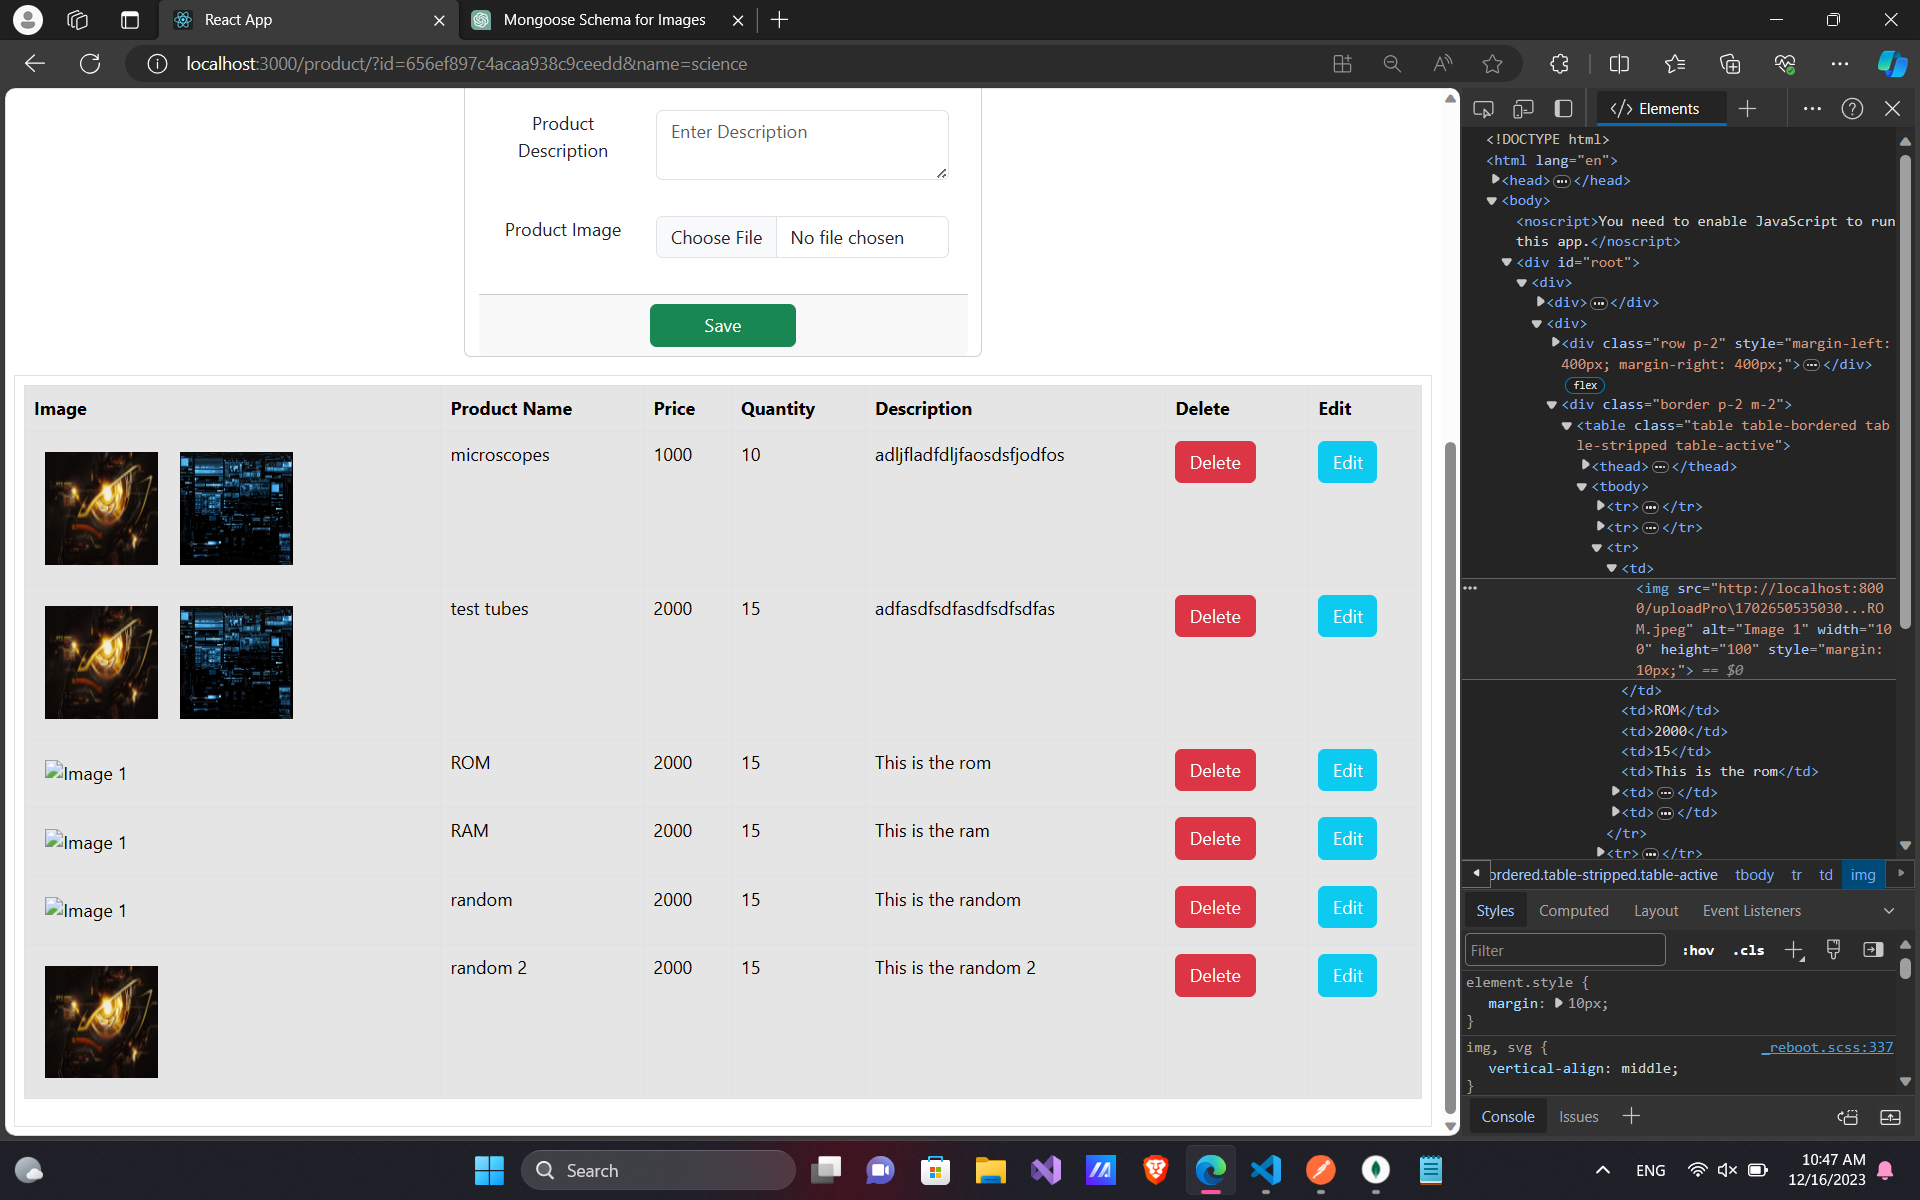 React App
Mongoose Schema for Images
localhost:3000/product/?id=656ef897c4acaa938c9ceedd&name=science
Product
Description
Enter Description
Product Image
Choose File No file chosen
Save
Image Product Name Price Quantity Description Delete Edit
microscopes 1000 10 adljfladfdljfaosdsfjodfos Delete Edit
test tubes 2000 15 adfasdfsdfasdfsdfsdfas Delete Edit
Image 1 ROM 2000 15 This is the rom Delete Edit
Image 1 RAM 2000 15 This is the ram Delete Edit
Image 1 random 2000 15 This is the random Delete Edit
random 2 2000 15 This is the random 2 Delete Edit
Elements
<!DOCTYPE html>
<html lang="en">
<head>…</head>
<body>
<noscript>You need to enable JavaScript to run
this app.</noscript>
<div id="root">
<div>
<div>…</div>
<div>
<div class="row p-2" style="margin-left:
400px; margin-right: 400px;">…</div>
flex
<div class="border p-2 m-2">
<table class="table table-bordered tab
le-stripped table-active">
<thead>…</thead>
<tbody>
<tr>…</tr>
<tr>…</tr>
<tr>
<td>
<img src="http://localhost:800
0/uploadPro\1702650535030...RO
M.jpeg" alt="Image 1" width="10
0" height="100" style="margin:
10px;"> == $0
</td>
<td>ROM</td>
<td>2000</td>
<td>15</td>
<td>This is the rom</td>
<td>…</td>
<td>…</td>
</tr>
<tr>…</tr>
ordered.table-stripped.table-active tbody tr td img
Styles Computed Layout Event Listeners
Filter :hov .cls
element.style {
margin: 10px;
}
img, svg { _reboot.scss:337
vertical-align: middle;
}
Console Issues
Search
ENG
10:47 AM
12/16/2023